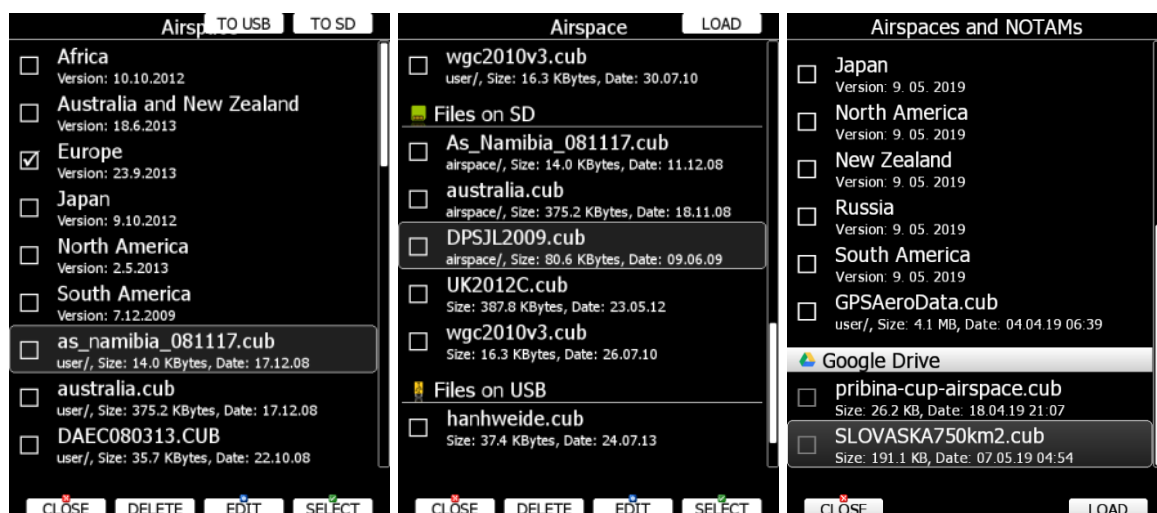 Airsp
TO USB
TO SD
Africa
Version: 10.10.2012
Australia and New Zealand
Version: 18.6.2013
Europe
Version: 23.9.2013
Japan
Version: 9.10.2012
North America
Version: 2.5.2013
South America
Version: 7.12.2009
as_namibia_081117.cub
user/, Size: 14.0 KBytes, Date: 17.12.08
australia.cub
user/, Size: 375.2 KBytes, Date: 17.12.08
DAEC080313.CUB
user/, Size: 35.7 KBytes, Date: 22.10.08
CLOSE
DELETE
EDIT
SELECT
Airspace
LOAD
wgc2010v3.cub
user/, Size: 16.3 KBytes, Date: 30.07.10
Files on SD
As_Namibia_081117.cub
airspace/, Size: 14.0 KBytes, Date: 11.12.08
australia.cub
airspace/, Size: 375.2 KBytes, Date: 18.11.08
DPSJL2009.cub
airspace/, Size: 80.6 KBytes, Date: 09.06.09
UK2012C.cub
Size: 387.8 KBytes, Date: 23.05.12
wgc2010v3.cub
Size: 16.3 KBytes, Date: 26.07.10
Files on USB
hanhweide.cub
Size: 37.4 KBytes, Date: 24.07.13
CLOSE
DELETE
EDIT
SELECT
Airspaces and NOTAMs
Japan
Version: 9. 05. 2019
North America
Version: 9. 05. 2019
New Zealand
Version: 9. 05. 2019
Russia
Version: 9. 05. 2019
South America
Version: 9. 05. 2019
GPSAeroData.cub
user/, Size: 4.1 MB, Date: 04.04.19 06:39
Google Drive
pribina-cup-airspace.cub
Size: 26.2 KB, Date: 18.04.19 21:07
SLOVASKA750km2.cub
Size: 191.1 KB, Date: 07.05.19 04:54
CLOSE
LOAD